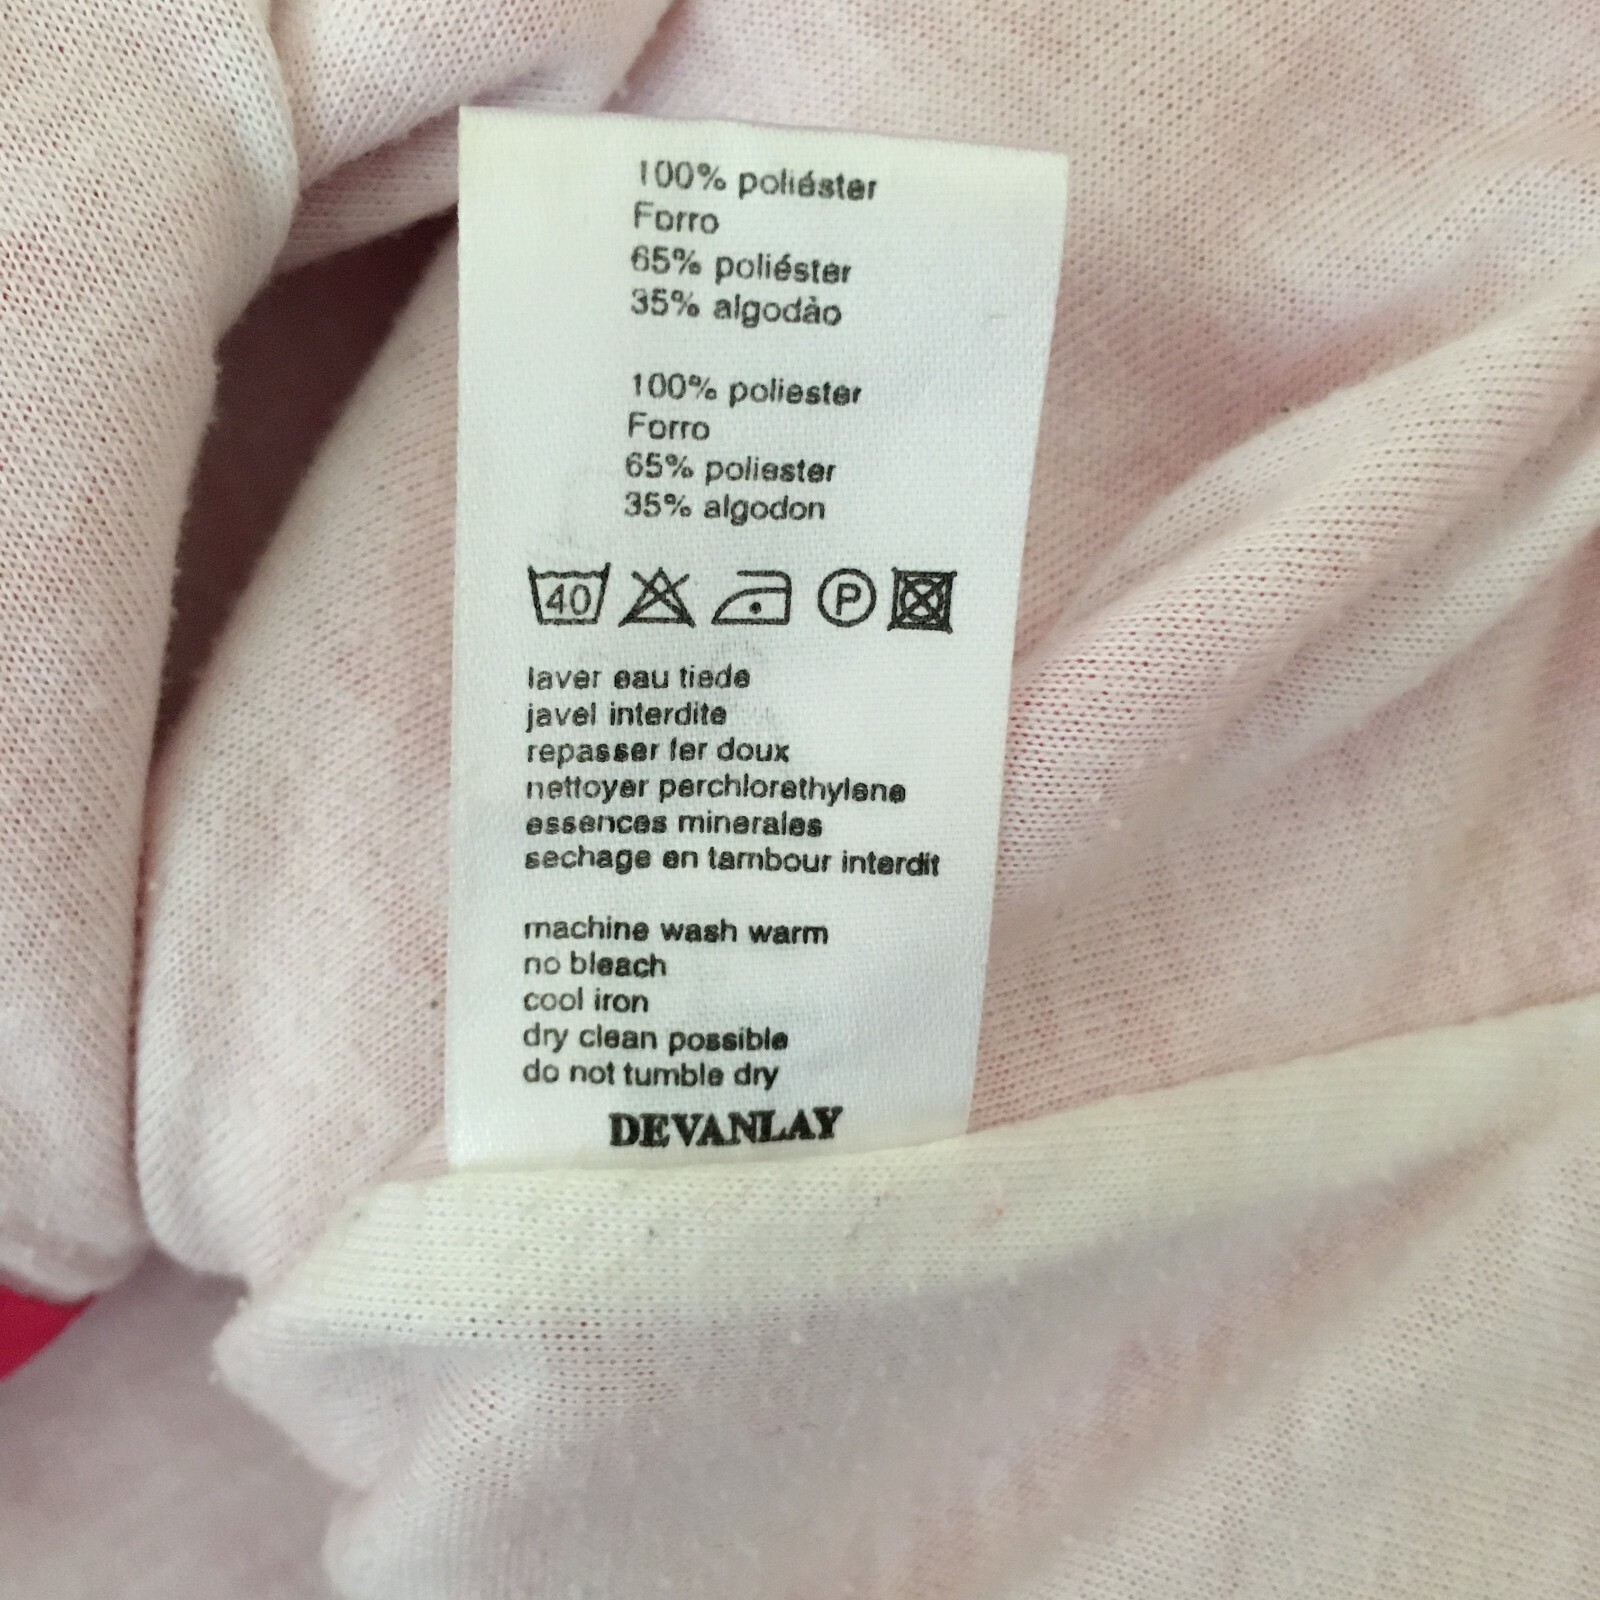 100% poliéster
Forro
65% poliéster
35% algodào
100% poliester
Forro
65% poliester
35% algodon
40 P
laver eau tiede
javel interdite
repasser fer doux
nettoyer perchlorethylene
essences minerales
sechage en tambour interdit
machine wash warm
no bleach
cool iron
dry clean possible
do not tumble dry
DEVANLAY